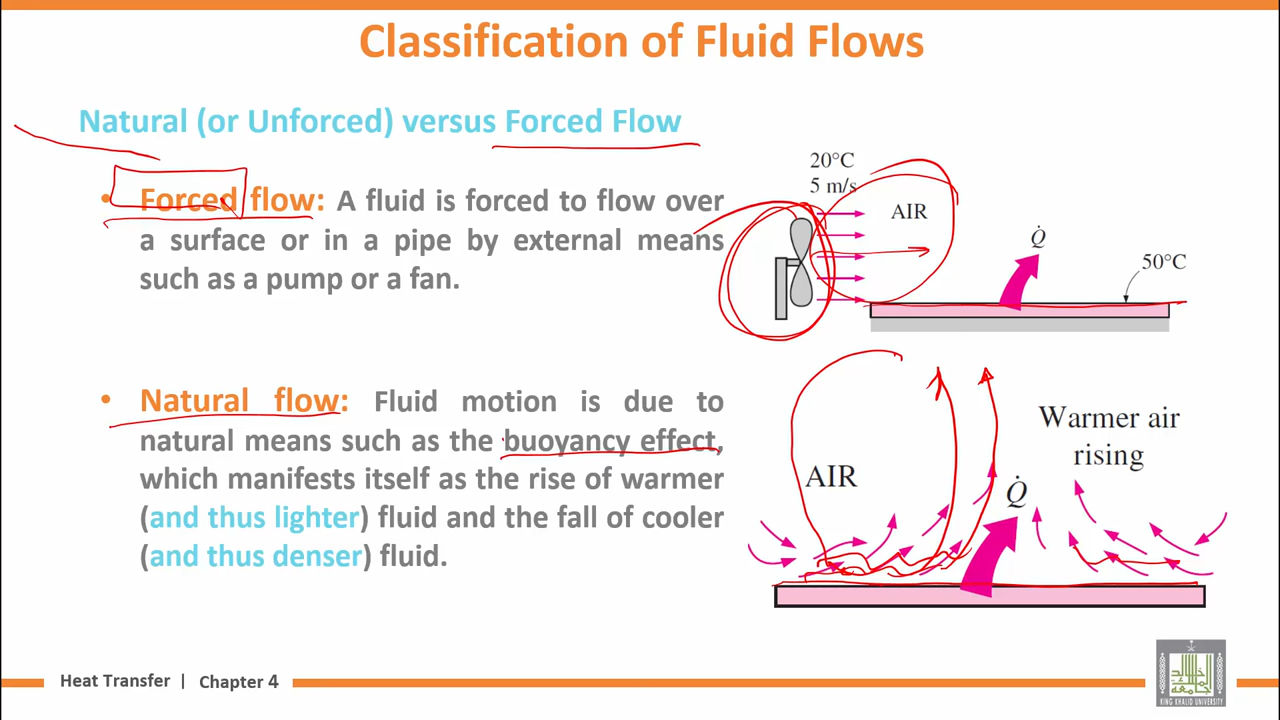 Classification of Fluid Flows
Natural (or Unforced) versus Forced Flow
• Forced flow: A fluid is forced to flow over
a surface or in a pipe by external means
such as a pump or a fan.
20°C
5 m/s
AIR
Q̇
50°C
• Natural flow: Fluid motion is due to
natural means such as the buoyancy effect,
which manifests itself as the rise of warmer
(and thus lighter) fluid and the fall of cooler
(and thus denser) fluid.
Warmer air
rising
AIR
Q̇
Heat Transfer | Chapter 4
KING KHALID UNIVERSITY